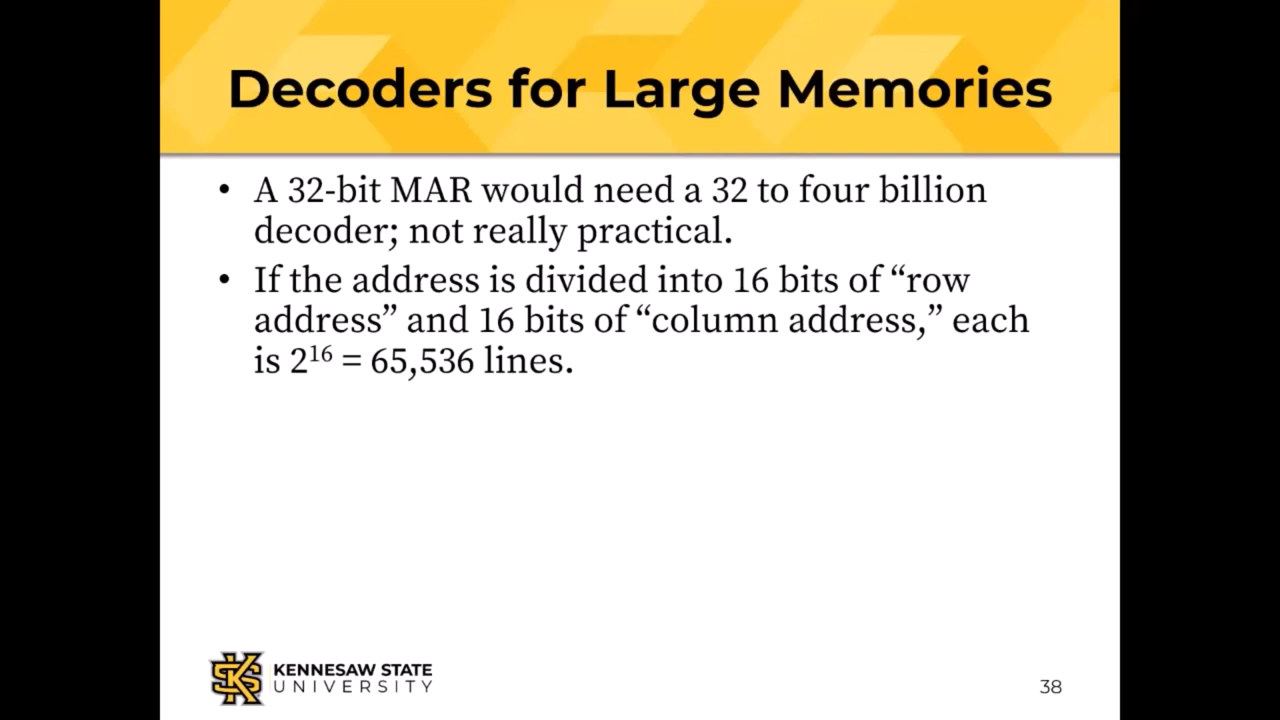 Decoders for Large Memories
• A 32-bit MAR would need a 32 to four billion
decoder; not really practical.
• If the address is divided into 16 bits of “row
address” and 16 bits of “column address,” each
is 2¹⁶ = 65,536 lines.
KENNESAW STATE
UNIVERSITY
38